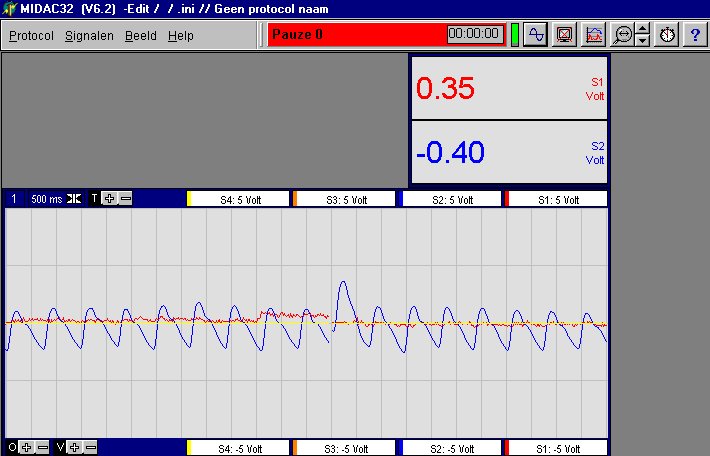 MIDAC32 (V6.2) -Edit / / .ini // Geen protocol naam
Protocol Signalen Beeld Help
Pauze 0 00:00:00 ?
0.35 S1 Volt
-0.40 S2 Volt
1 500 ms T + −
S4: 5 Volt S3: 5 Volt S2: 5 Volt S1: 5 Volt
O + − V + −
S4: -5 Volt S3: -5 Volt S2: -5 Volt S1: -5 Volt